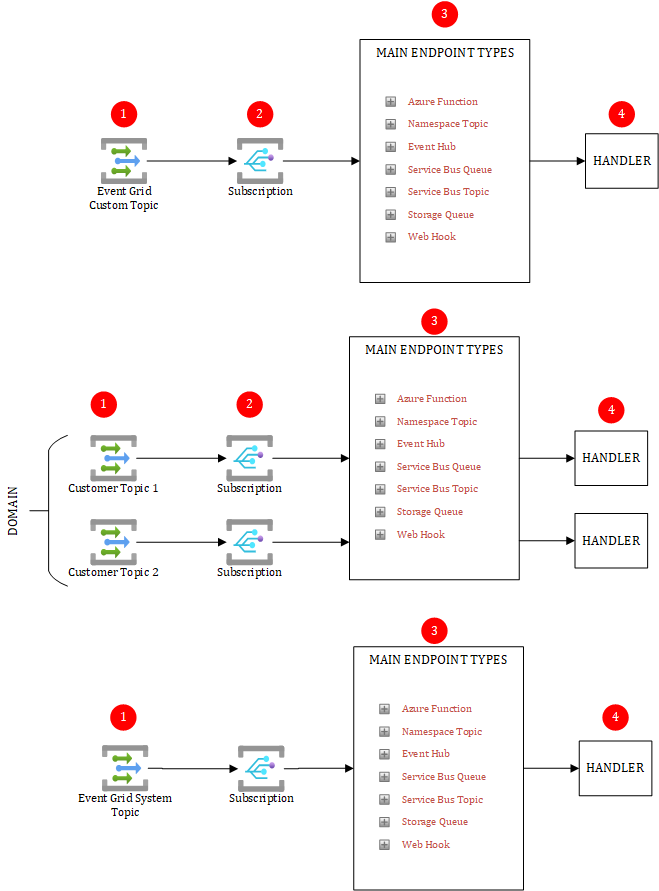 3
MAIN ENDPOINT TYPES
1
2
4
Azure Function
Namespace Topic
Event Hub
Service Bus Queue
Service Bus Topic
Storage Queue
Web Hook
HANDLER
Event Grid
Custom Topic
Subscription
3
MAIN ENDPOINT TYPES
1
2
4
Azure Function
Namespace Topic
Event Hub
Service Bus Queue
Service Bus Topic
Storage Queue
Web Hook
HANDLER
Customer Topic 1
Subscription
DOMAIN
HANDLER
Customer Topic 2
Subscription
3
MAIN ENDPOINT TYPES
1
4
Azure Function
Namespace Topic
Event Hub
Service Bus Queue
Service Bus Topic
Storage Queue
Web Hook
HANDLER
Event Grid System
Topic
Subscription